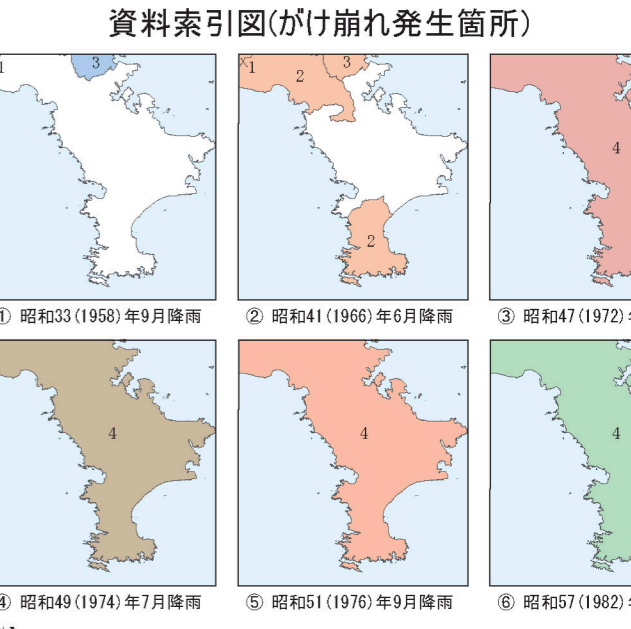 資料索引図(がけ崩れ発生箇所)
1
3
1
2
3
2
4
① 昭和33(1958)年9月降雨
② 昭和41(1966)年6月降雨
③ 昭和47(1972)
4
4
4
④ 昭和49(1974)年7月降雨
⑤ 昭和51(1976)年9月降雨
⑥ 昭和57(1982)